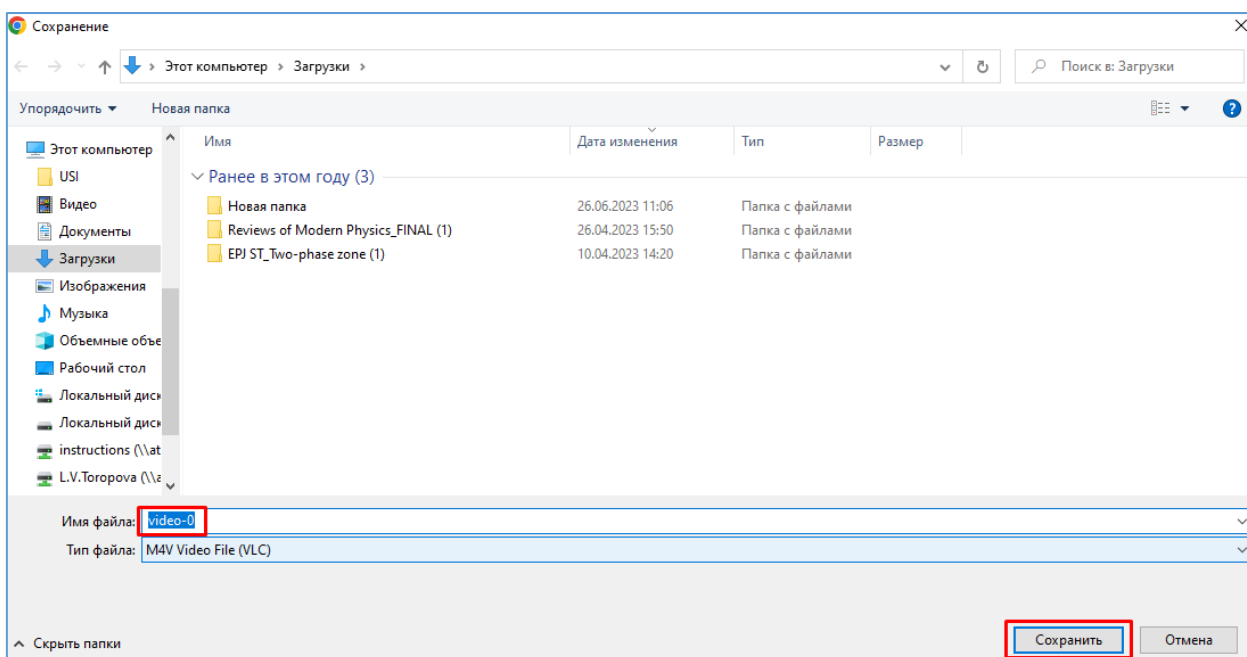 Сохранение
Этот компьютер > Загрузки >
Поиск в: Загрузки
Упорядочить
Новая папка
Имя
Дата изменения
Тип
Размер
Этот компьютер
USI
Видео
Документы
Загрузки
Изображения
Музыка
Объемные объе
Рабочий стол
Локальный диск
Локальный диск
instructions (\\at
L.V.Toropova (\\a
Ранее в этом году (3)
Новая папка 26.06.2023 11:06 Папка с файлами
Reviews of Modern Physics_FINAL (1) 26.04.2023 15:50 Папка с файлами
EPJ ST_Two-phase zone (1) 10.04.2023 14:20 Папка с файлами
Имя файла: video-0
Тип файла: M4V Video File (VLC)
Скрыть папки
Сохранить
Отмена